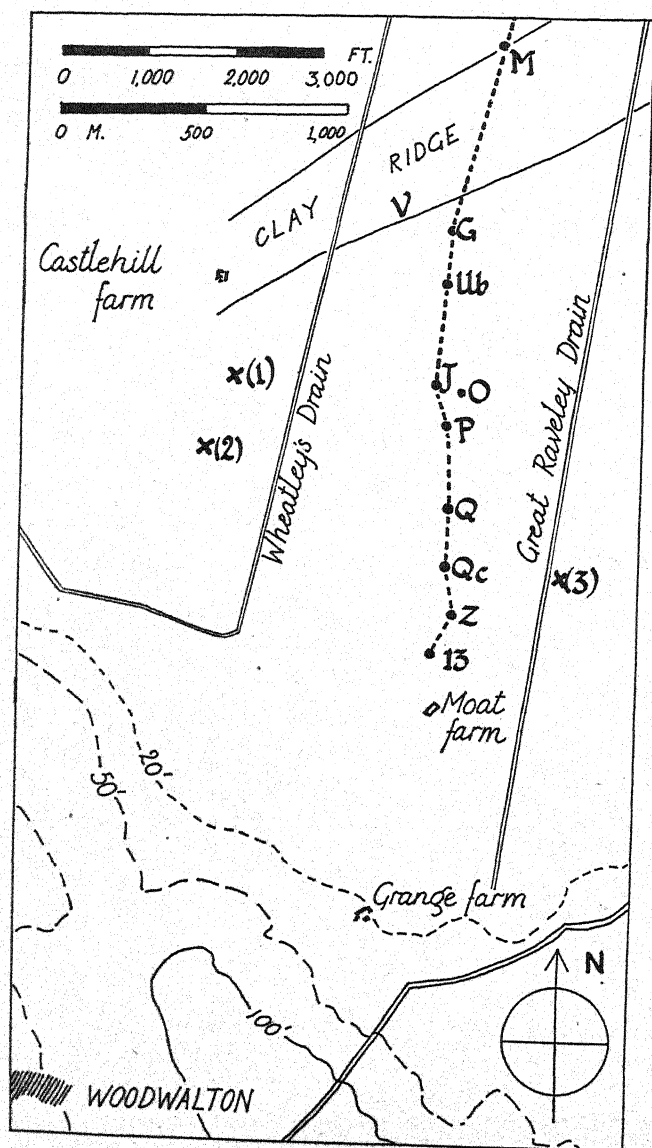 FT.
0 1,000 2,000 3,000
0 M. 500 1,000
M
RIDGE
CLAY
V
G
Castlehill
farm
11b
x(1)
J
.O
P
x(2)
Wheatley's Drain
Great Raveley Drain
Q
Qc
x(3)
Z
13
Moat
farm
20'
50'
Grange farm
N
100'
WOODWALTON